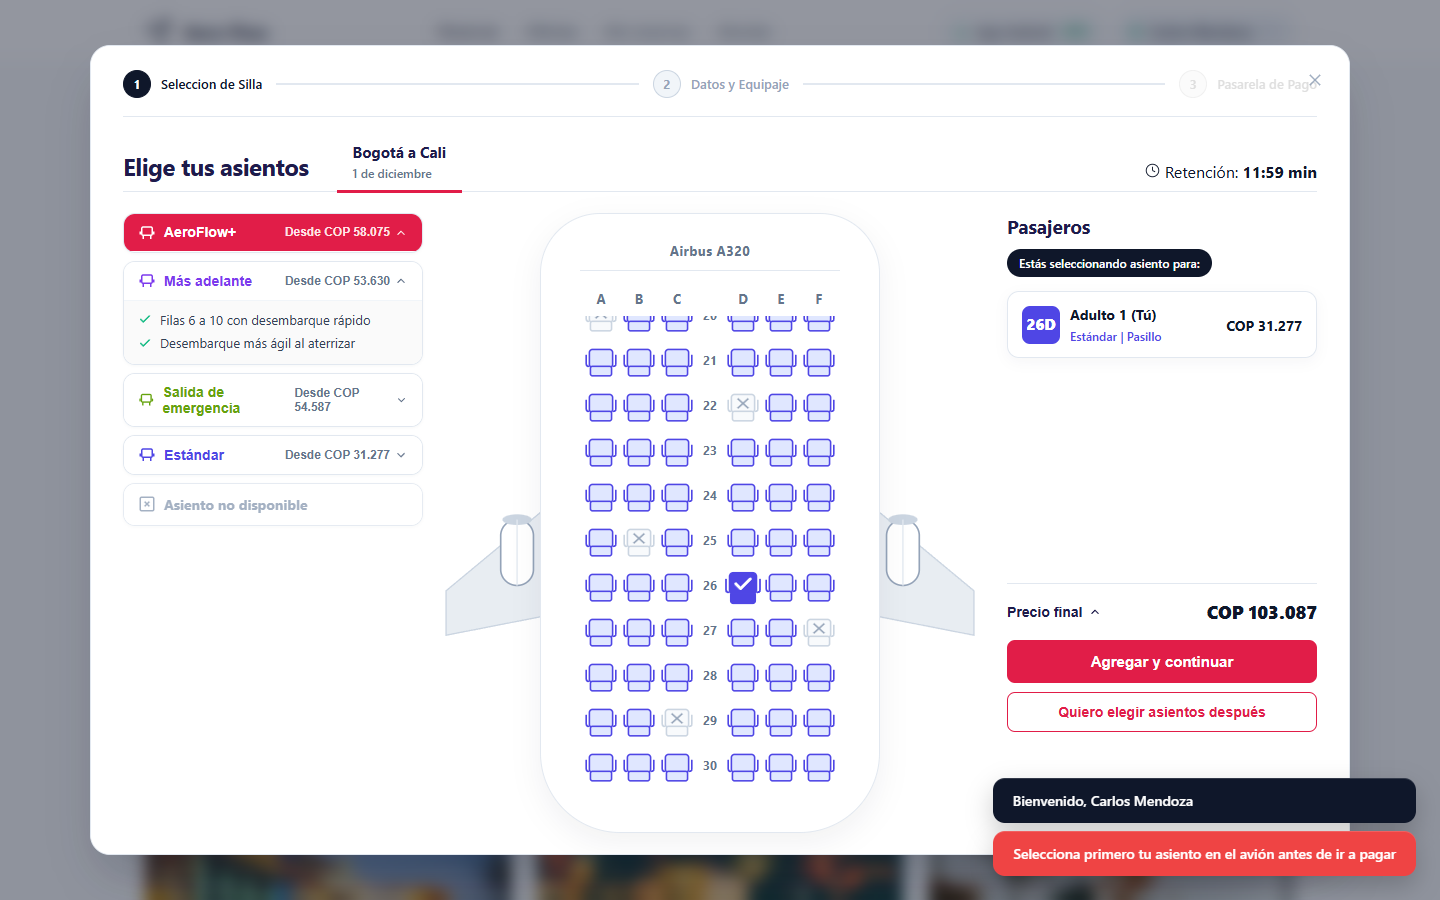 1 Seleccion de Silla
2 Datos y Equipaje
3 Pasarela de Pago
Elige tus asientos
Bogotá a Cali
1 de diciembre
Retención: 11:59 min
AeroFlow+ Desde COP 58.075
Más adelante Desde COP 53.630
Filas 6 a 10 con desembarque rápido
Desembarque más ágil al aterrizar
Salida de
emergencia
Desde COP
54.587
Estándar Desde COP 31.277
Asiento no disponible
Airbus A320
A B C D E F
20
21
22
23
24
25
26
27
28
29
30
Pasajeros
Estás seleccionando asiento para:
26D
Adulto 1 (Tú)
Estándar | Pasillo
COP 31.277
Precio final COP 103.087
Agregar y continuar
Quiero elegir asientos después
Bienvenido, Carlos Mendoza
Selecciona primero tu asiento en el avión antes de ir a pagar